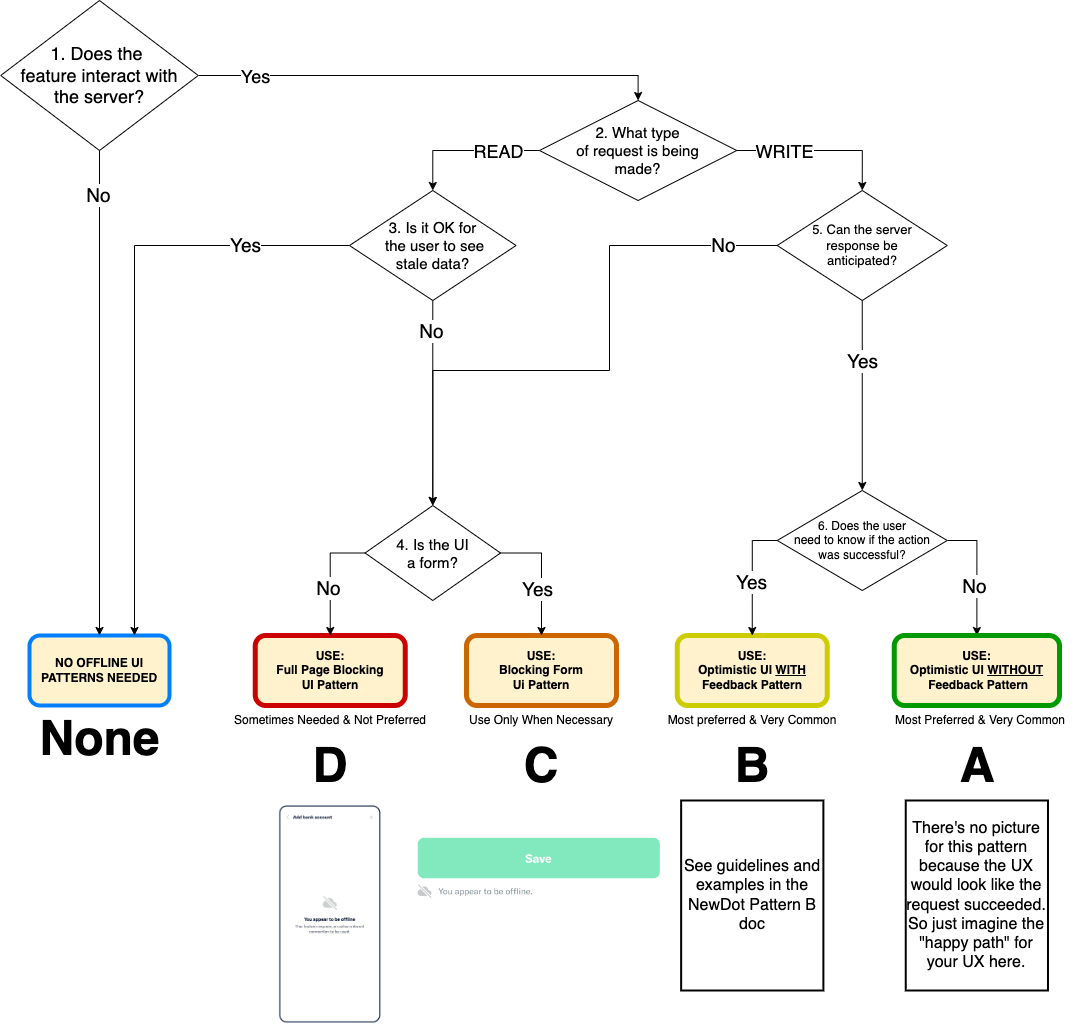 1. Does the
feature interact with
the server?
Yes
No
2. What type
of request is being
made?
READ
WRITE
3. Is it OK for
the user to see
stale data?
Yes
No
5. Can the server
response be
anticipated?
No
Yes
4. Is the UI
a form?
No
Yes
6. Does the user
need to know if the action
was successful?
Yes
No
NO OFFLINE UI
PATTERNS NEEDED
None
USE:
Full Page Blocking
UI Pattern
Sometimes Needed & Not Preferred
D
USE:
Blocking Form
Ui Pattern
Use Only When Necessary
C
USE:
Optimistic UI WITH
Feedback Pattern
Most preferred & Very Common
B
USE:
Optimistic UI WITHOUT
Feedback Pattern
Most Preferred & Very Common
A
Add bank account
You appear to be offline
Save
You appear to be offline.
See guidelines and
examples in the
NewDot Pattern B
doc
There's no picture
for this pattern
because the UX
would look like the
request succeeded.
So just imagine the
"happy path" for
your UX here.